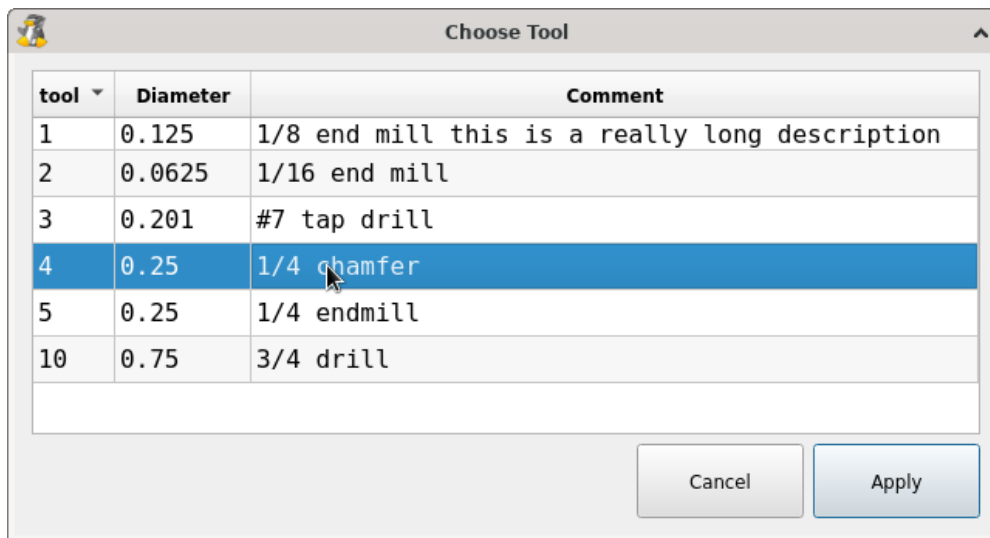 Choose Tool
tool Diameter Comment
1 0.125 1/8 end mill this is a really long description
2 0.0625 1/16 end mill
3 0.201 #7 tap drill
4 0.25 1/4 chamfer
5 0.25 1/4 endmill
10 0.75 3/4 drill
Cancel Apply